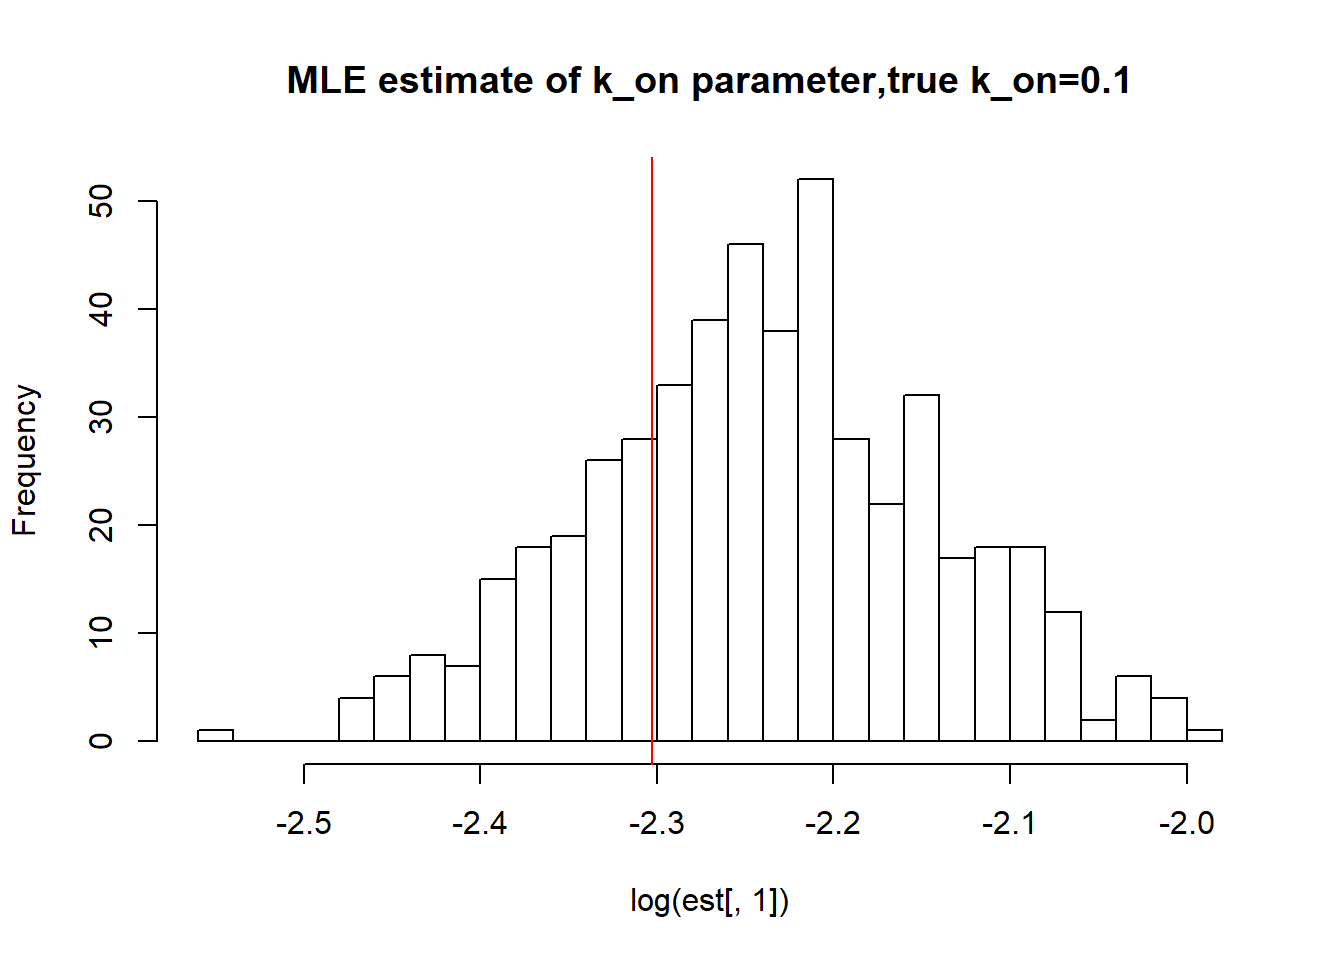 MLE estimate of k_on parameter,true k_on=0.1
Frequency
50
40
30
20
10
0
-2.5 -2.4 -2.3 -2.2 -2.1 -2.0
log(est[, 1])